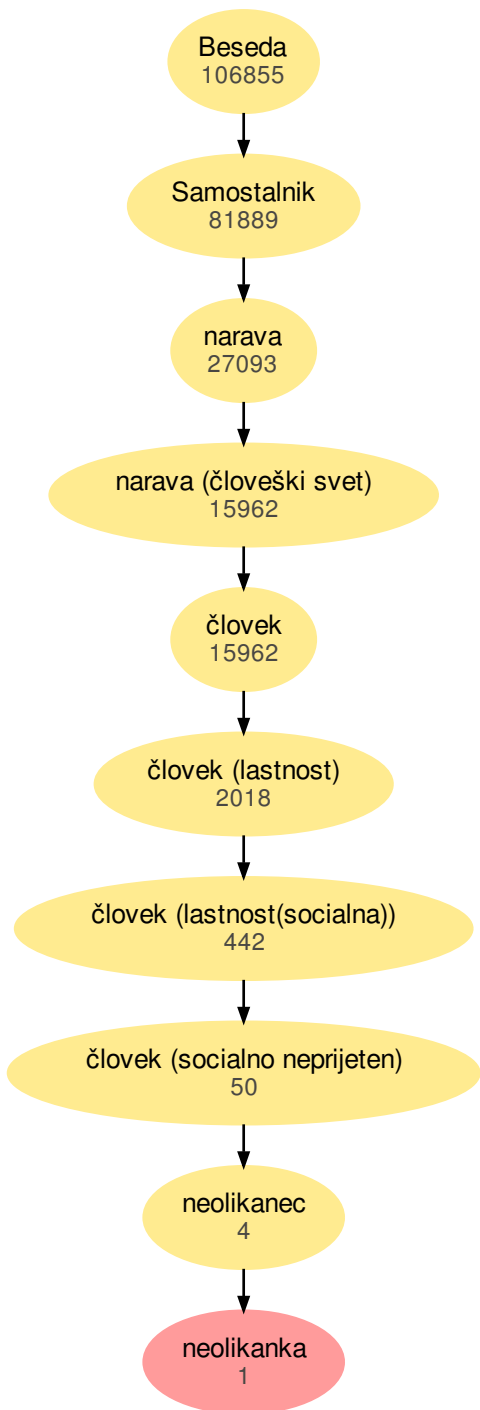 Beseda
106855
Samostalnik
81889
narava
27093
narava (človeški svet)
15962
človek
15962
človek (lastnost)
2018
človek (lastnost(socialna))
442
človek (socialno neprijeten)
50
neolikanec
4
neolikanka
1